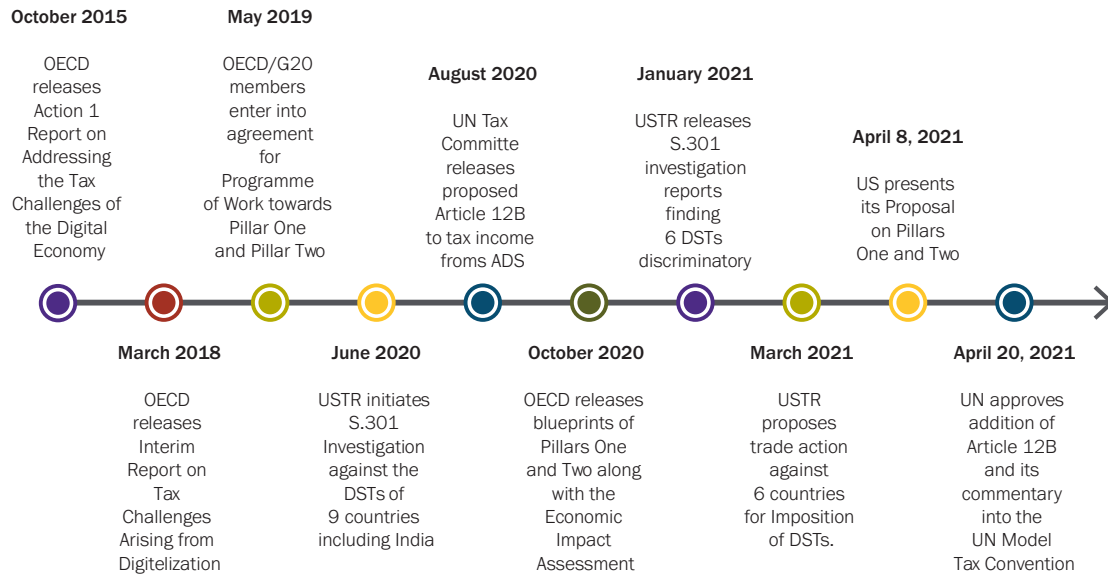 October 2015
OECD
releases
Action 1
Report on
Addressing
the Tax
Challenges of
the Digital
Economy
March 2018
OECD
releases
Interim
Report on
Tax
Challenges
Arising from
Digitelization
May 2019
OECD/G20
members
enter into
agreement
for
Programme
of Work towards
Pillar One
and Pillar Two
June 2020
USTR initiates
S.301
Investigation
against the
DSTs of
9 countries
including India
August 2020
UN Tax
Committe
releases
proposed
Article 12B
to tax income
froms ADS
October 2020
OECD releases
blueprints of
Pillars One
and Two along
with the
Economic
Impact
Assessment
January 2021
USTR releases
S.301
investigation
reports
finding
6 DSTs
discriminatory
March 2021
USTR
proposes
trade action
against
6 countries
for Imposition
of DSTs.
April 8, 2021
US presents
its Proposal
on Pillars
One and Two
April 20, 2021
UN approves
addition of
Article 12B
and its
commentary
into the
UN Model
Tax Convention